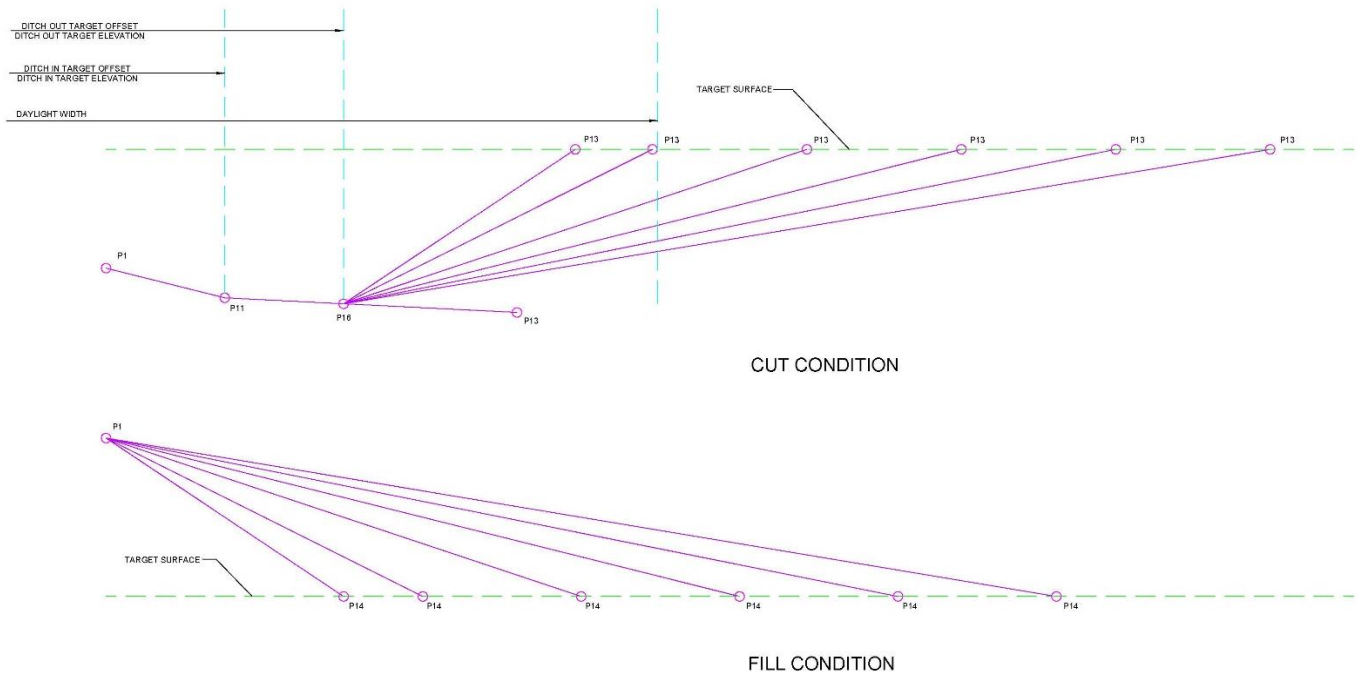 DITCH OUT TARGET OFFSET
DITCH OUT TARGET ELEVATION
DITCH IN TARGET OFFSET
DITCH IN TARGET ELEVATION
TARGET SURFACE
DAYLIGHT WIDTH
P13 P13 P13 P13 P13 P13
P1
P11
P16
P13
CUT CONDITION
P1
TARGET SURFACE
P14 P14 P14 P14 P14 P14
FILL CONDITION